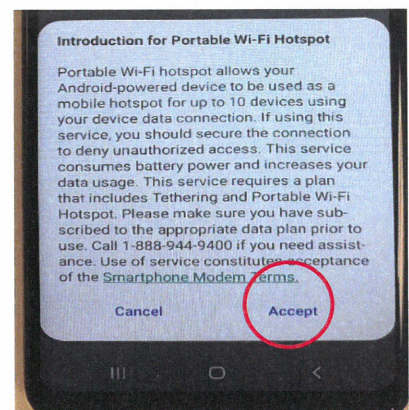 Introduction for Portable Wi-Fi Hotspot
Portable Wi-Fi hotspot allows your
Android-powered device to be used as a
mobile hotspot for up to 10 devices using
your device data connection. If using this
service, you should secure the connection
to deny unauthorized access. This service
consumes battery power and increases your
data usage. This service requires a plan
that includes Tethering and Portable Wi-Fi
Hotspot. Please make sure you have sub-
scribed to the appropriate data plan prior to
use. Call 1-888-944-9400 if you need assist-
ance. Use of service constitutes acceptance
of the Smartphone Modem Terms.
Cancel Accept